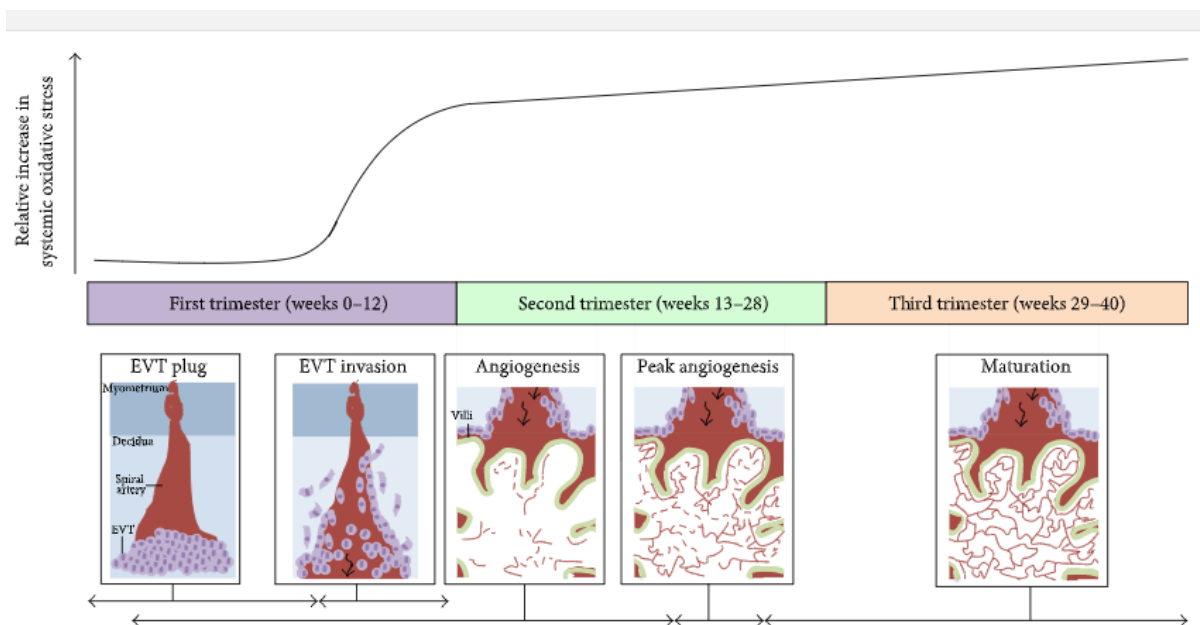 Relative increase in
systemic oxidative stress
First trimester (weeks 0–12)
Second trimester (weeks 13–28)
Third trimester (weeks 29–40)
EVT plug
Myometrium
Decidua
Spiral
artery
EVT
EVT invasion
Angiogenesis
Villi
Peak angiogenesis
Maturation